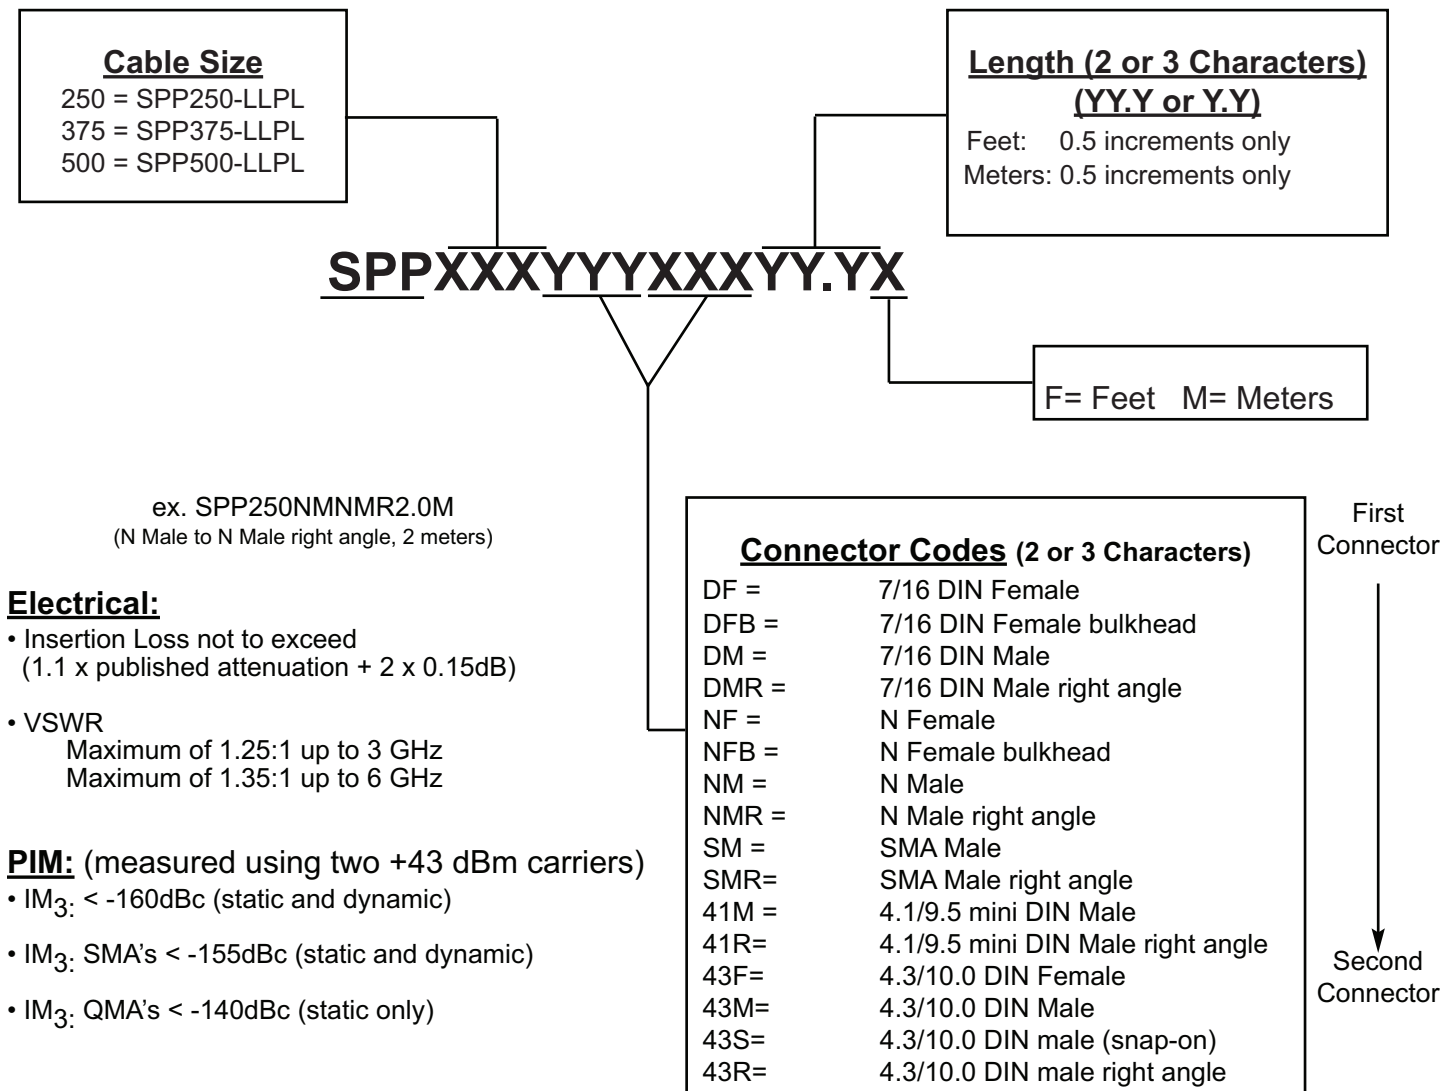 Cable Size
250 = SPP250-LLPL
375 = SPP375-LLPL
500 = SPP500-LLPL
Length (2 or 3 Characters)
(YY.Y or Y.Y)
Feet: 0.5 increments only
Meters: 0.5 increments only
SPPXXXYYYXXXYY.YX
F= Feet M= Meters
ex. SPP250NMNMR2.0M
(N Male to N Male right angle, 2 meters)
Electrical:
• Insertion Loss not to exceed
(1.1 x published attenuation + 2 x 0.15dB)
• VSWR
Maximum of 1.25:1 up to 3 GHz
Maximum of 1.35:1 up to 6 GHz
PIM: (measured using two +43 dBm carriers)
• IM3: < -160dBc (static and dynamic)
• IM3: SMA's < -155dBc (static and dynamic)
• IM3: QMA's < -140dBc (static only)
Connector Codes (2 or 3 Characters)
DF = 7/16 DIN Female
DFB = 7/16 DIN Female bulkhead
DM = 7/16 DIN Male
DMR = 7/16 DIN Male right angle
NF = N Female
NFB = N Female bulkhead
NM = N Male
NMR = N Male right angle
SM = SMA Male
SMR= SMA Male right angle
41M = 4.1/9.5 mini DIN Male
41R= 4.1/9.5 mini DIN Male right angle
43F= 4.3/10.0 DIN Female
43M= 4.3/10.0 DIN Male
43S= 4.3/10.0 DIN male (snap-on)
43R= 4.3/10.0 DIN male right angle
First
Connector
Second
Connector